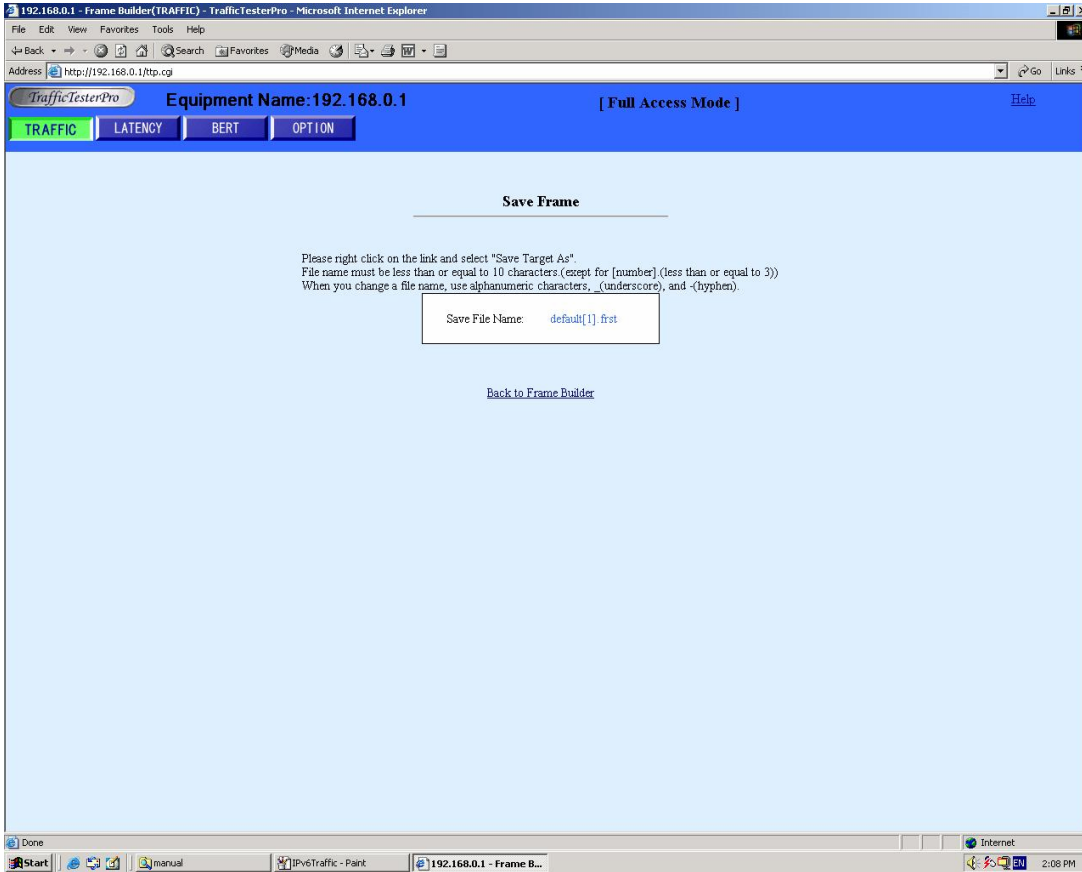 192.168.0.1 - Frame Builder(TRAFFIC) - TrafficTesterPro - Microsoft Internet Explorer
File Edit View Favorites Tools Help
Back Search Favorites Media
Address http://192.168.0.1/ttp.cgi Go Links
TrafficTesterPro Equipment Name:192.168.0.1 [ Full Access Mode ] Help
TRAFFIC LATENCY BERT OPTION
Save Frame
Please right click on the link and select "Save Target As".
File name must be less than or equal to 10 characters.(exept for [number].(less than or equal to 3))
When you change a file name, use alphanumeric characters, _(underscore), and -(hyphen).
Save File Name: default[1].frst
Back to Frame Builder
Done Internet
Start manual IPv6Traffic - Paint 192.168.0.1 - Frame B... EN 2:08 PM